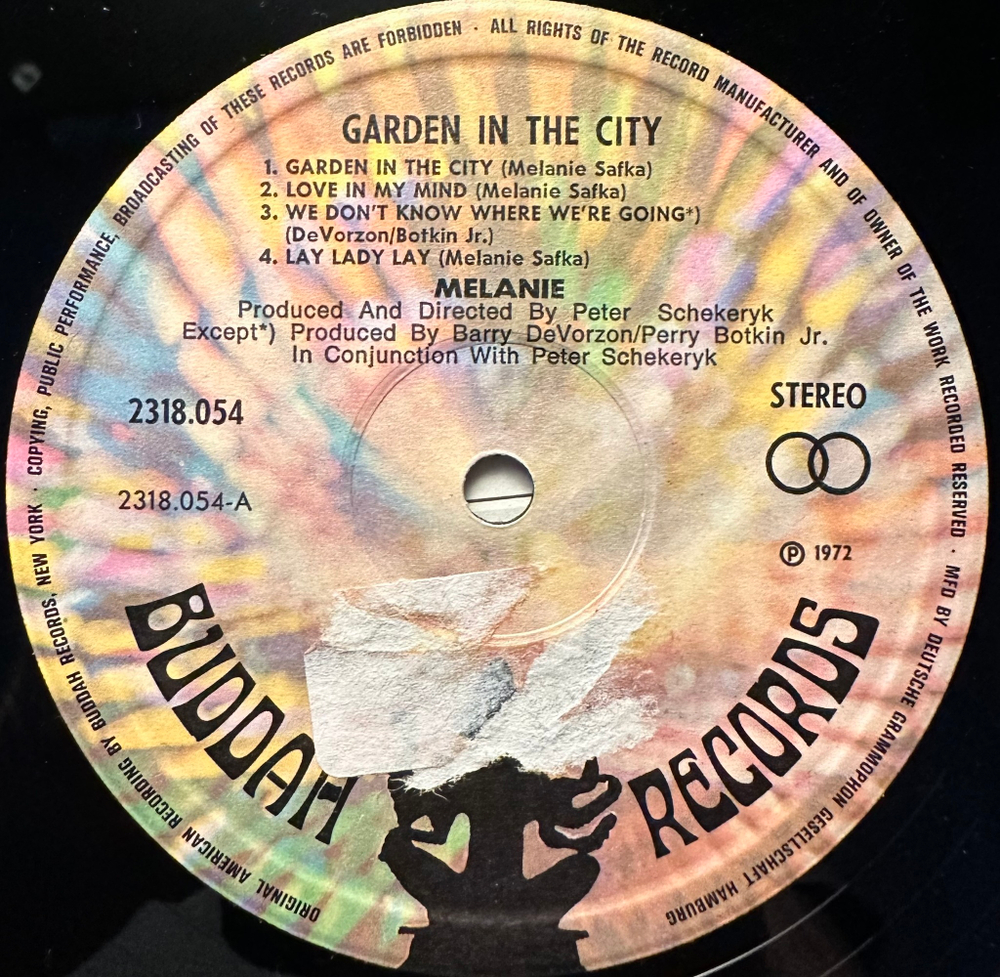 GARDEN IN THE CITY
1. GARDEN IN THE CITY (Melanie Safka)
2. LOVE IN MY MIND (Melanie Safka)
3. WE DON'T KNOW WHERE WE'RE GOING*)
(DeVorzon/Botkin Jr.)
4. LAY LADY LAY (Melanie Safka)
MELANIE
Produced And Directed By Peter Schekeryk
Except*) Produced By Barry DeVorzon/Perry Botkin Jr.
In Conjunction With Peter Schekeryk
2318.054
STEREO
2318.054-A
℗ 1972
BUDDAH RECORDS
ORIGINAL AMERICAN RECORDING BY BUDDAH RECORDS, NEW YORK · COPYING, PUBLIC PERFORMANCE, BROADCASTING OF THESE RECORDS ARE FORBIDDEN · ALL RIGHTS OF THE RECORD MANUFACTURER AND OF OWNER OF THE WORK RECORDED RESERVED · MFD BY DEUTSCHE GRAMMOPHON GESELLSCHAFT HAMBURG